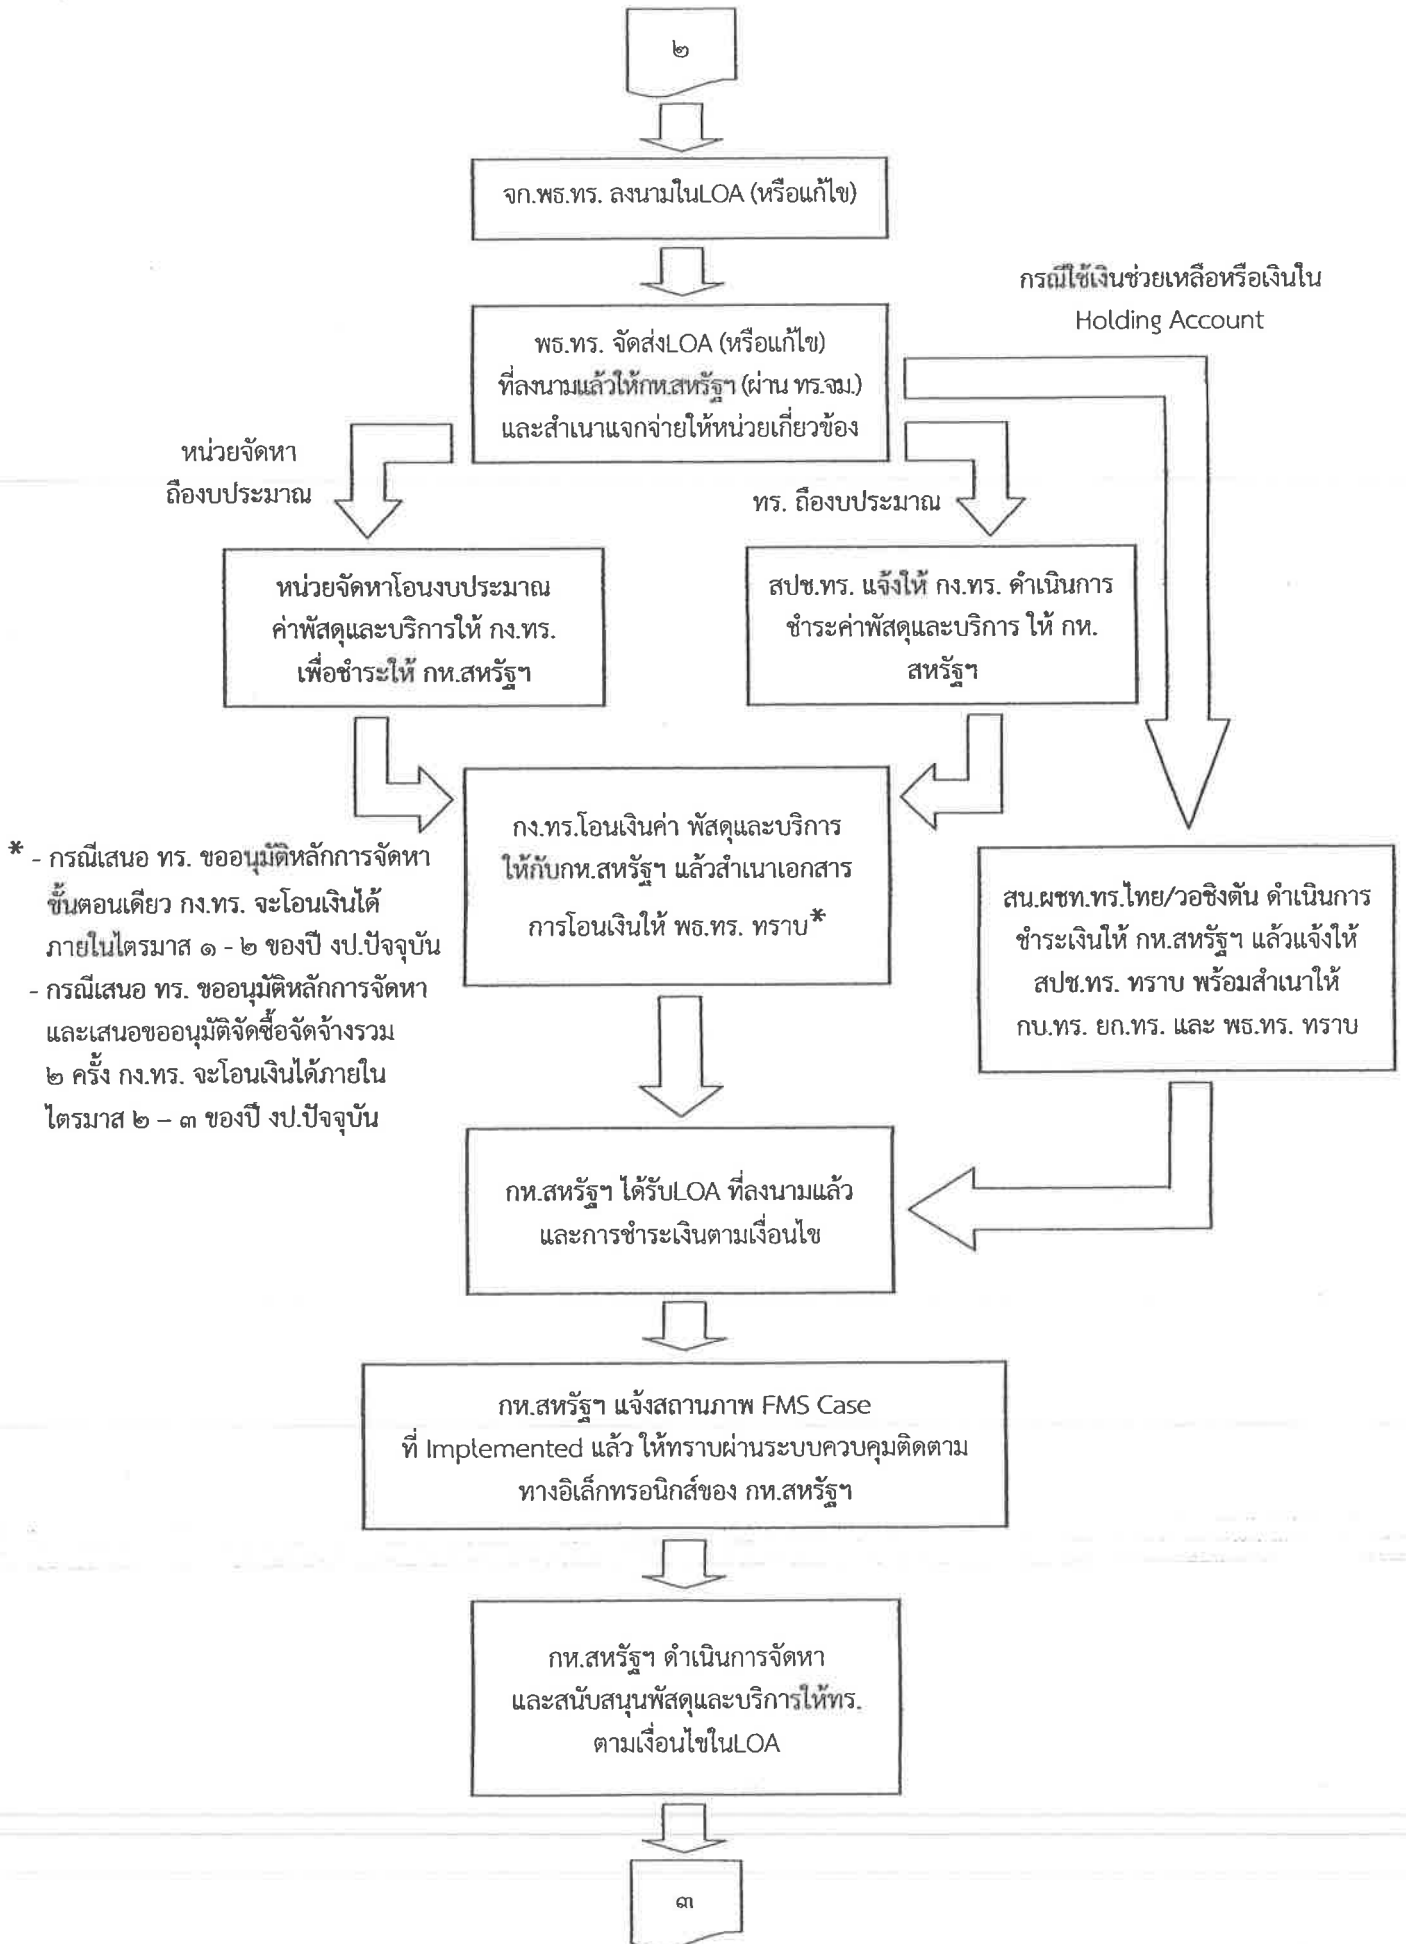 ๒
จก.พธ.ทร. ลงนามในLOA (หรือแก้ไข)
กรณีใช้เงินช่วยเหลือหรือเงินใน
Holding Account
พธ.ทร. จัดส่งLOA (หรือแก้ไข)
ที่ลงนามแล้วให้กห.สหรัฐฯ (ผ่าน ทร.จม.)
และสำเนาแจกจ่ายให้หน่วยเกี่ยวข้อง
หน่วยจัดหา
ถืองบประมาณ
ทร. ถืองบประมาณ
หน่วยจัดหาโอนงบประมาณ
ค่าพัสดุและบริการให้ กง.ทร.
เพื่อชำระให้ กห.สหรัฐฯ
สปช.ทร. แจ้งให้ กง.ทร. ดำเนินการ
ชำระค่าพัสดุและบริการ ให้ กห.
สหรัฐฯ
กง.ทร.โอนเงินค่า พัสดุและบริการ
ให้กับกห.สหรัฐฯ แล้วสำเนาเอกสาร
การโอนเงินให้ พธ.ทร. ทราบ*
* - กรณีเสนอ ทร. ขออนุมัติหลักการจัดหา
ขั้นตอนเดียว กง.ทร. จะโอนเงินได้
ภายในไตรมาส ๑ - ๒ ของปี งป.ปัจจุบัน
- กรณีเสนอ ทร. ขออนุมัติหลักการจัดหา
และเสนอขออนุมัติจัดซื้อจัดจ้างรวม
๒ ครั้ง กง.ทร. จะโอนเงินได้ภายใน
ไตรมาส ๒ – ๓ ของปี งป.ปัจจุบัน
สน.ผชท.ทร.ไทย/วอชิงตัน ดำเนินการ
ชำระเงินให้ กห.สหรัฐฯ แล้วแจ้งให้
สปช.ทร. ทราบ พร้อมสำเนาให้
กบ.ทร. ยก.ทร. และ พธ.ทร. ทราบ
กห.สหรัฐฯ ได้รับLOA ที่ลงนามแล้ว
และการชำระเงินตามเงื่อนไข
กห.สหรัฐฯ แจ้งสถานภาพ FMS Case
ที่ Implemented แล้ว ให้ทราบผ่านระบบควบคุมติดตาม
ทางอิเล็กทรอนิกส์ของ กห.สหรัฐฯ
กห.สหรัฐฯ ดำเนินการจัดหา
และสนับสนุนพัสดุและบริการให้ทร.
ตามเงื่อนไขในLOA
๓